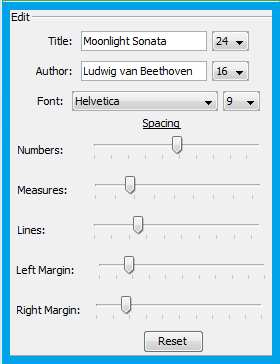 Edit
Title: Moonlight Sonata 24
Author: Ludwig van Beethoven 16
Font: Helvetica 9
Spacing
Numbers:
Measures:
Lines:
Left Margin:
Right Margin:
Reset